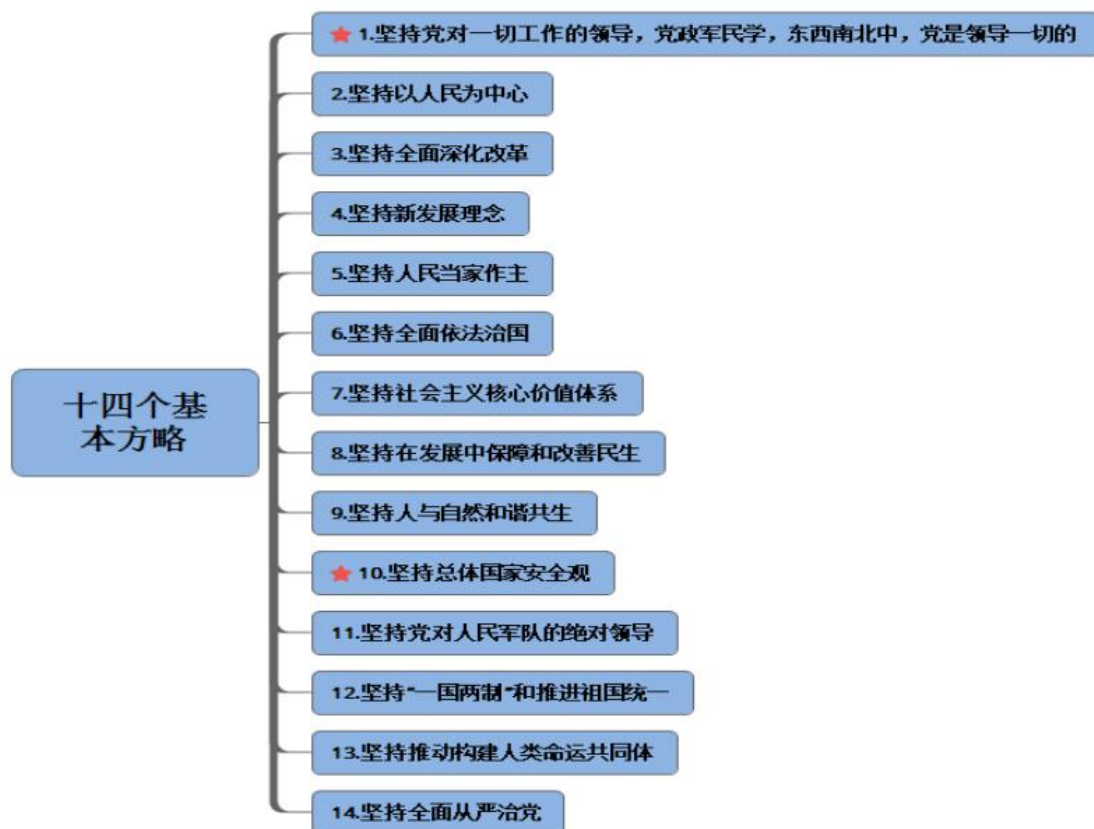 1.坚持党对一切工作的领导，党政军民学，东西南北中，党是领导一切的
2.坚持以人民为中心
3.坚持全面深化改革
4.坚持新发展理念
5.坚持人民当家作主
6.坚持全面依法治国
十四个基
本方略
7.坚持社会主义核心价值体系
8.坚持在发展中保障和改善民生
9.坚持人与自然和谐共生
10.坚持总体国家安全观
11.坚持党对人民军队的绝对领导
12.坚持“一国两制”和推进祖国统一
13.坚持推动构建人类命运共同体
14.坚持全面从严治党